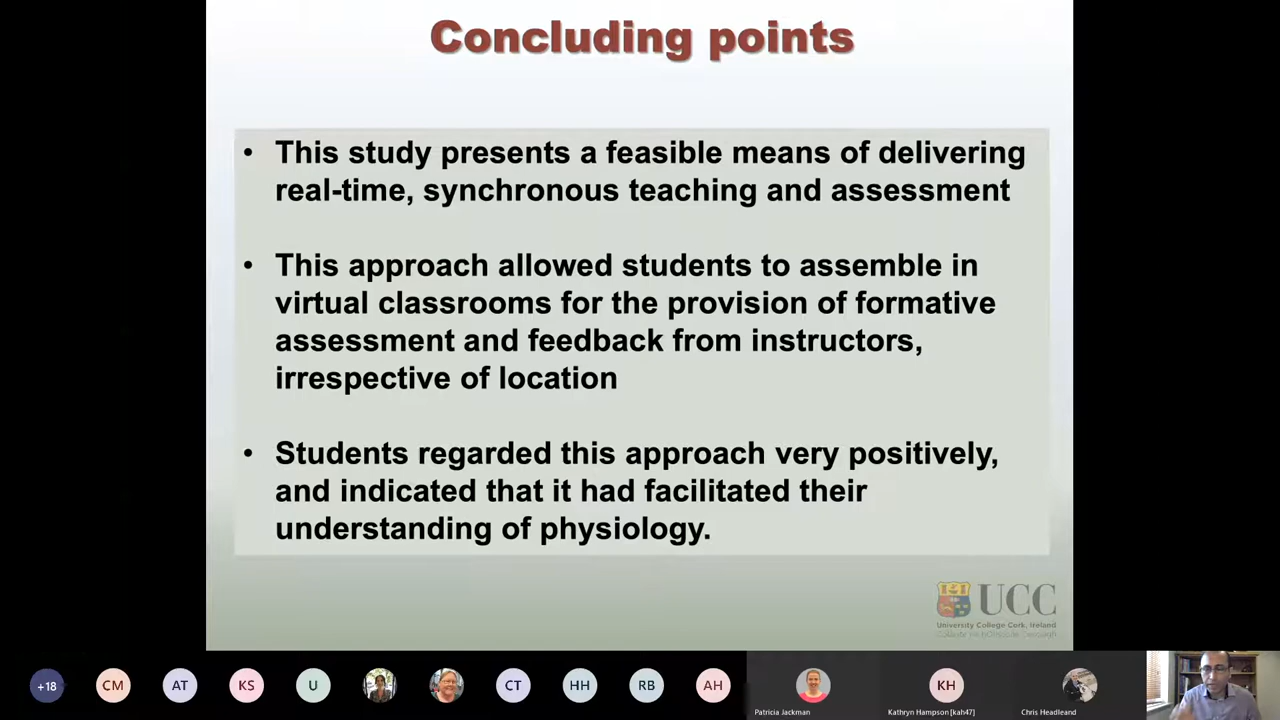 Concluding points
• This study presents a feasible means of delivering
real-time, synchronous teaching and assessment
• This approach allowed students to assemble in
virtual classrooms for the provision of formative
assessment and feedback from instructors,
irrespective of location
• Students regarded this approach very positively,
and indicated that it had facilitated their
understanding of physiology.
UCC
University College Cork, Ireland
+18
CM
AT
KS
U
CT
HH
RB
AH
KH
Patricia Jackman
Kathryn Hampson [kah47]
Chris Headleand